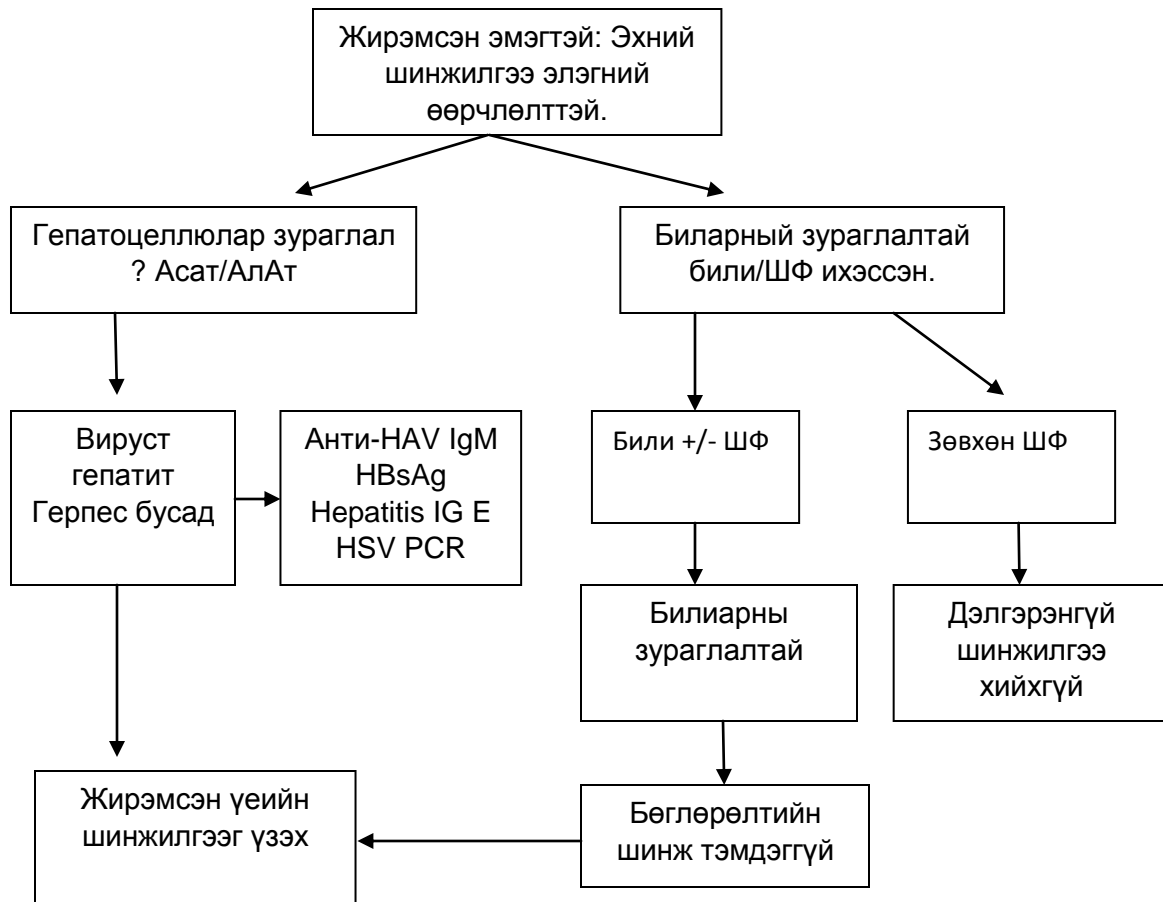 Жирэмсэн эмэгтэй: Эхний
шинжилгээ элэгний
өөрчлөлттэй.
Гепатоцеллюлар зураглал
? Асат/АлАт
Биларный зураглалтай
били/ШФ ихэссэн.
Вируст
гепатит
Герпес бусад
Анти-HAV IgM
HBsAg
Hepatitis IG E
HSV PCR
Били +/- ШФ
Зөвхөн ШФ
Билиарны
зураглалтай
Дэлгэрэнгүй
шинжилгээ
хийхгүй
Жирэмсэн үеийн
шинжилгээг үзэх
Бөглөрөлтийн
шинж тэмдэггүй